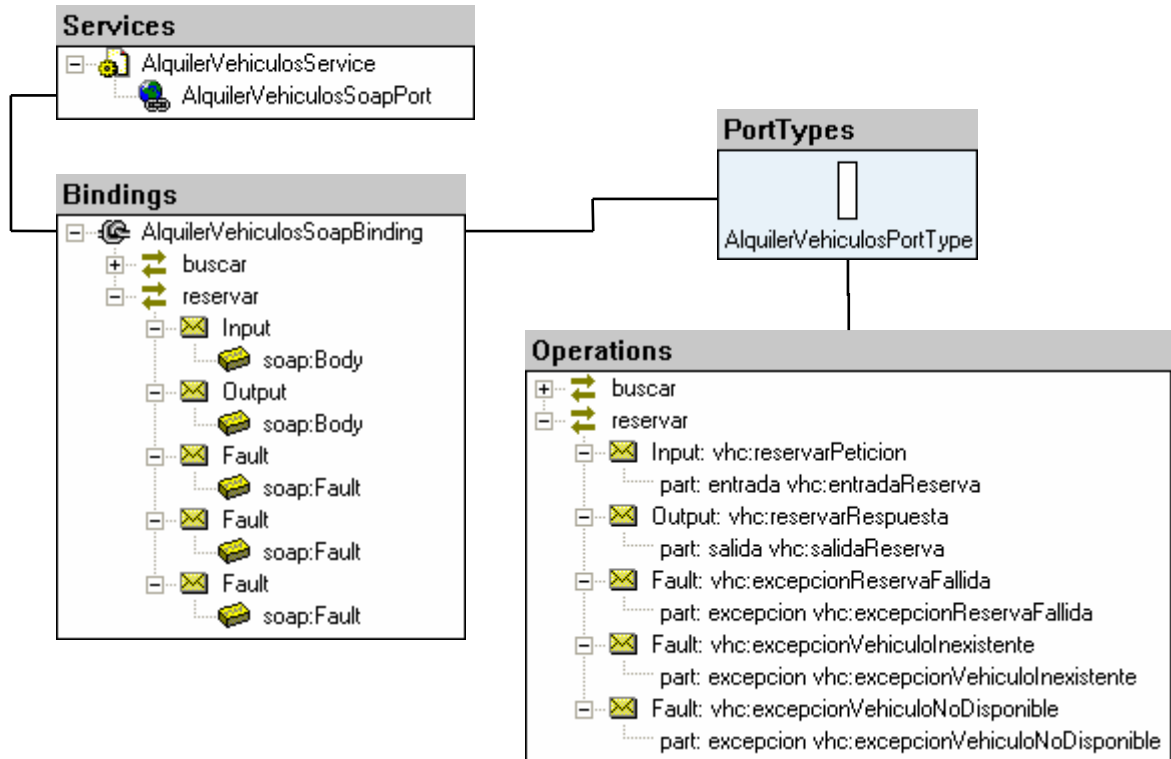 Services
AlquilerVehiculosService
AlquilerVehiculosSoapPort
Bindings
AlquilerVehiculosSoapBinding
buscar
reservar
Input
soap:Body
Output
soap:Body
Fault
soap:Fault
Fault
soap:Fault
Fault
soap:Fault
PortTypes
AlquilerVehiculosPortType
Operations
buscar
reservar
Input: vhc:reservarPeticion
part: entrada vhc:entradaReserva
Output: vhc:reservarRespuesta
part: salida vhc:salidaReserva
Fault: vhc:excepcionReservaFallida
part: excepcion vhc:excepcionReservaFallida
Fault: vhc:excepcionVehiculoInexistente
part: excepcion vhc:excepcionVehiculoInexistente
Fault: vhc:excepcionVehiculoNoDisponible
part: excepcion vhc:excepcionVehiculoNoDisponible